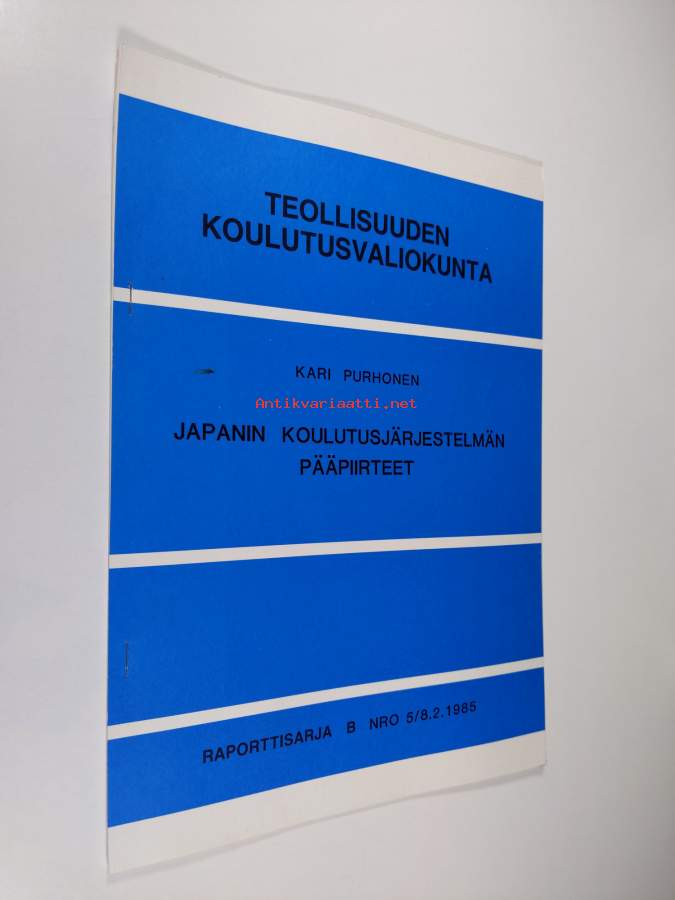 TEOLLISUUDEN
KOULUTUSVALIOKUNTA
KARI PURHONEN
Antikvariaatti.net
JAPANIN KOULUTUSJÄRJESTELMÄN
PÄÄPIIRTEET
RAPORTTISARJA B NRO 5/8.2.1985